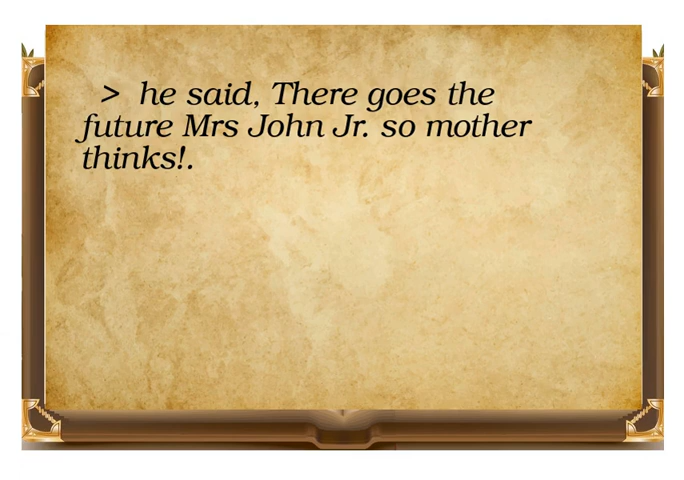 > he said, There goes the
future Mrs John Jr. so mother
thinks!.